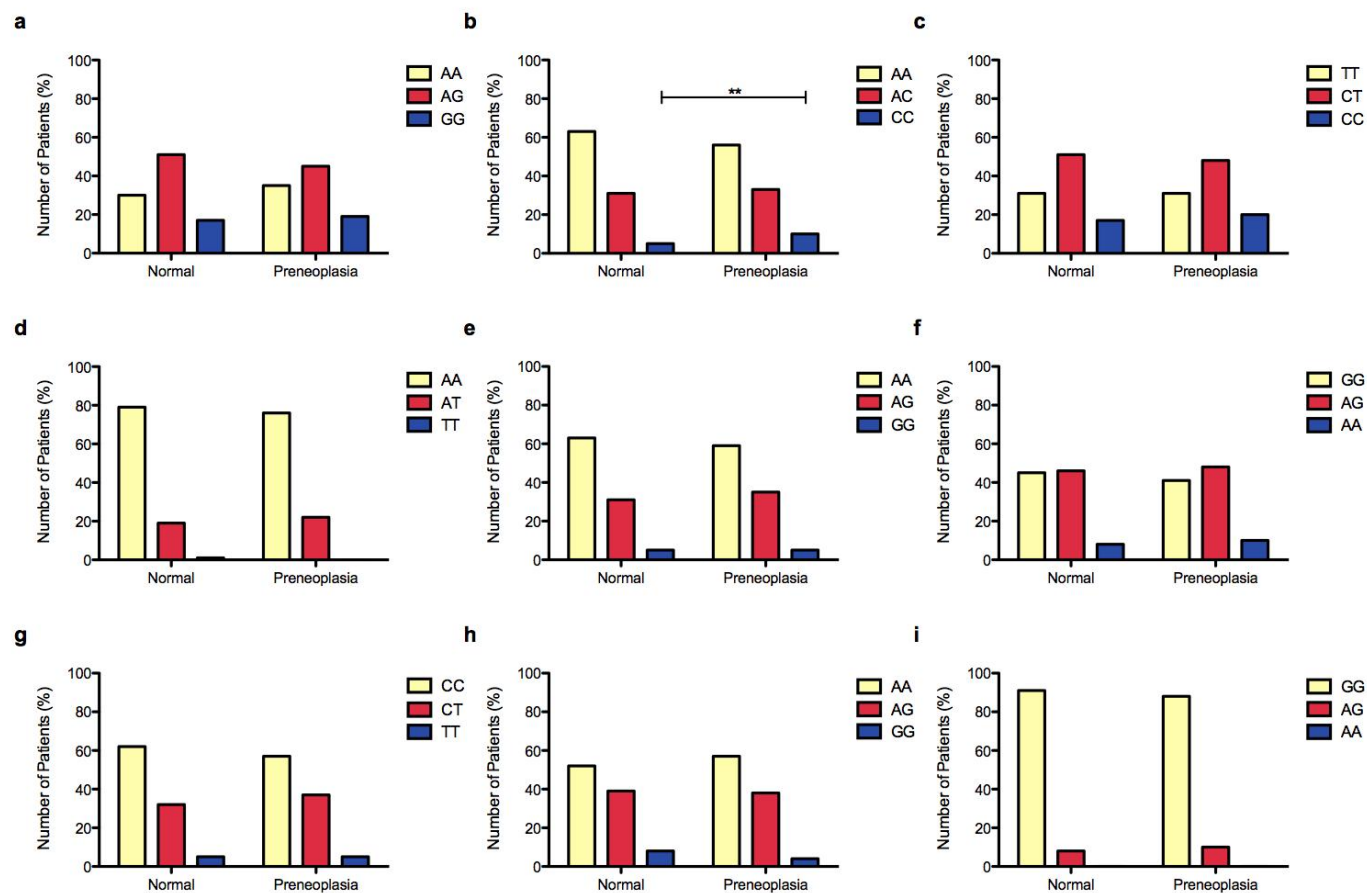 a
Number of Patients (%)
100
80
60
40
20
0
Normal Preneoplasia
AA
AG
GG
b
Number of Patients (%)
100
80
60
40
20
0
**
Normal Preneoplasia
AA
AC
CC
c
Number of Patients (%)
100
80
60
40
20
0
Normal Preneoplasia
TT
CT
CC
d
Number of Patients (%)
100
80
60
40
20
0
Normal Preneoplasia
AA
AT
TT
e
Number of Patients (%)
100
80
60
40
20
0
Normal Preneoplasia
AA
AG
GG
f
Number of Patients (%)
100
80
60
40
20
0
Normal Preneoplasia
GG
AG
AA
g
Number of Patients (%)
100
80
60
40
20
0
Normal Preneoplasia
CC
CT
TT
h
Number of Patients (%)
100
80
60
40
20
0
Normal Preneoplasia
AA
AG
GG
i
Number of Patients (%)
100
80
60
40
20
0
Normal Preneoplasia
GG
AG
AA